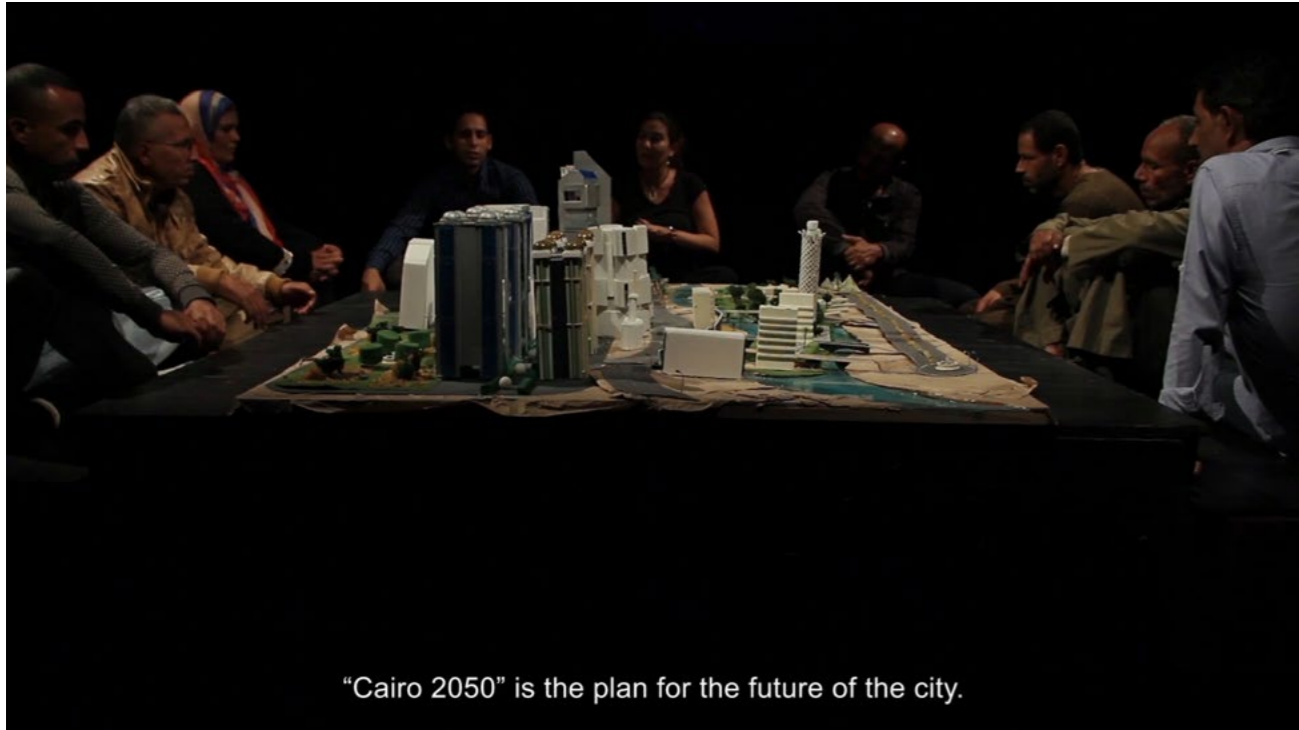 “Cairo 2050” is the plan for the future of the city.